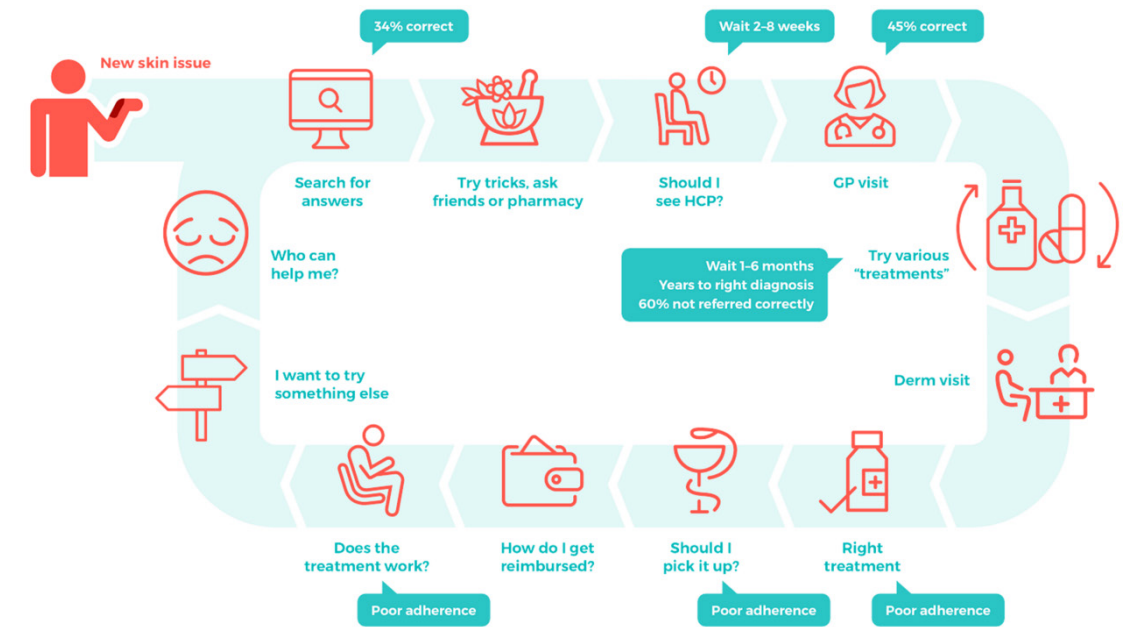 34% correct
Wait 2–8 weeks
45% correct
New skin issue
Search for
answers
Try tricks, ask
friends or pharmacy
Should I
see HCP?
GP visit
Who can
help me?
Wait 1–6 months
Years to right diagnosis
60% not referred correctly
Try various
"treatments"
I want to try
something else
Derm visit
Does the
treatment work?
How do I get
reimbursed?
Should I
pick it up?
Right
treatment
Poor adherence
Poor adherence
Poor adherence